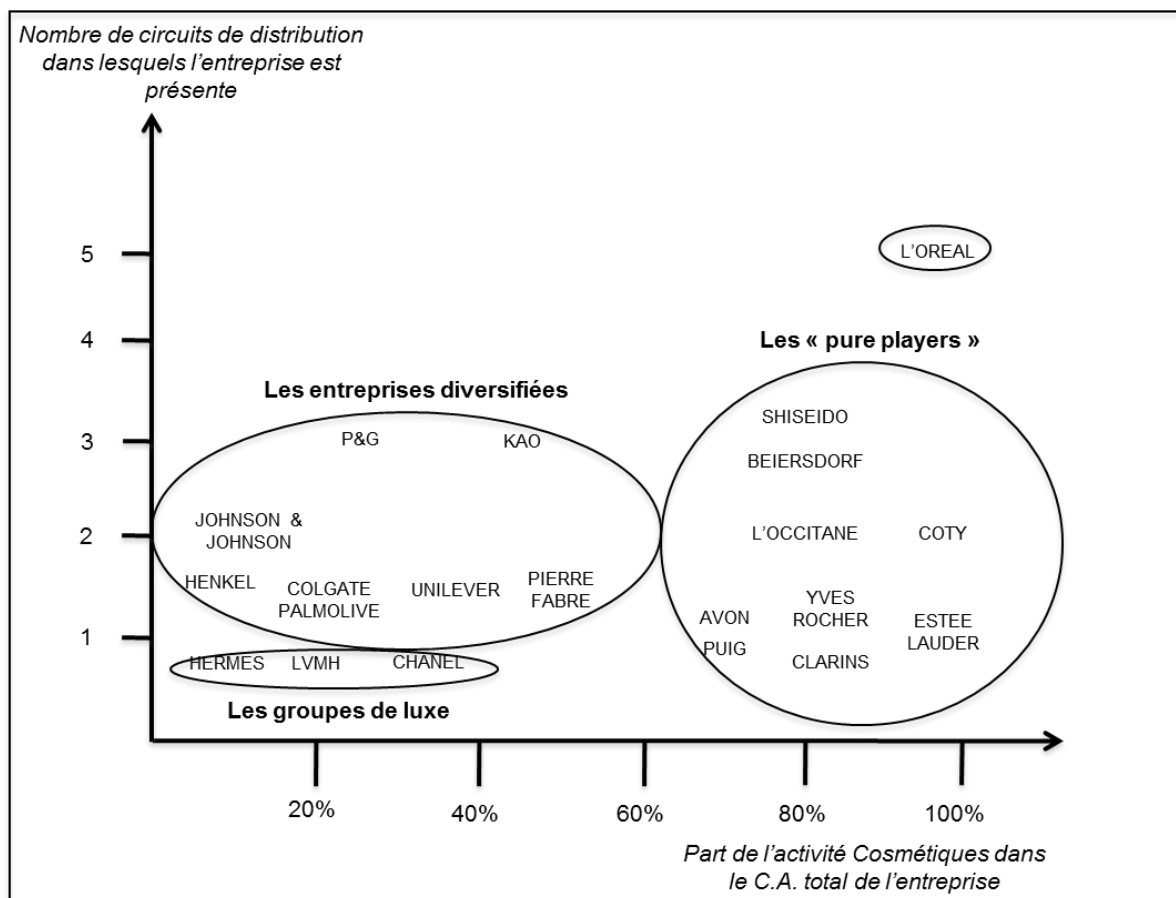 Nombre de circuits de distribution
dans lesquels l'entreprise est
présente
5
L'OREAL
4
Les « pure players »
Les entreprises diversifiées
SHISEIDO
3
P&G
KAO
BEIERSDORF
JOHNSON &
JOHNSON
2
L'OCCITANE
COTY
HENKEL
COLGATE
PALMOLIVE
UNILEVER
PIERRE
FABRE
YVES
ROCHER
AVON
PUIG
ESTEE
LAUDER
1
CLARINS
HERMES
LVMH
CHANEL
Les groupes de luxe
20%
40%
60%
80%
100%
Part de l'activité Cosmétiques dans
le C.A. total de l'entreprise